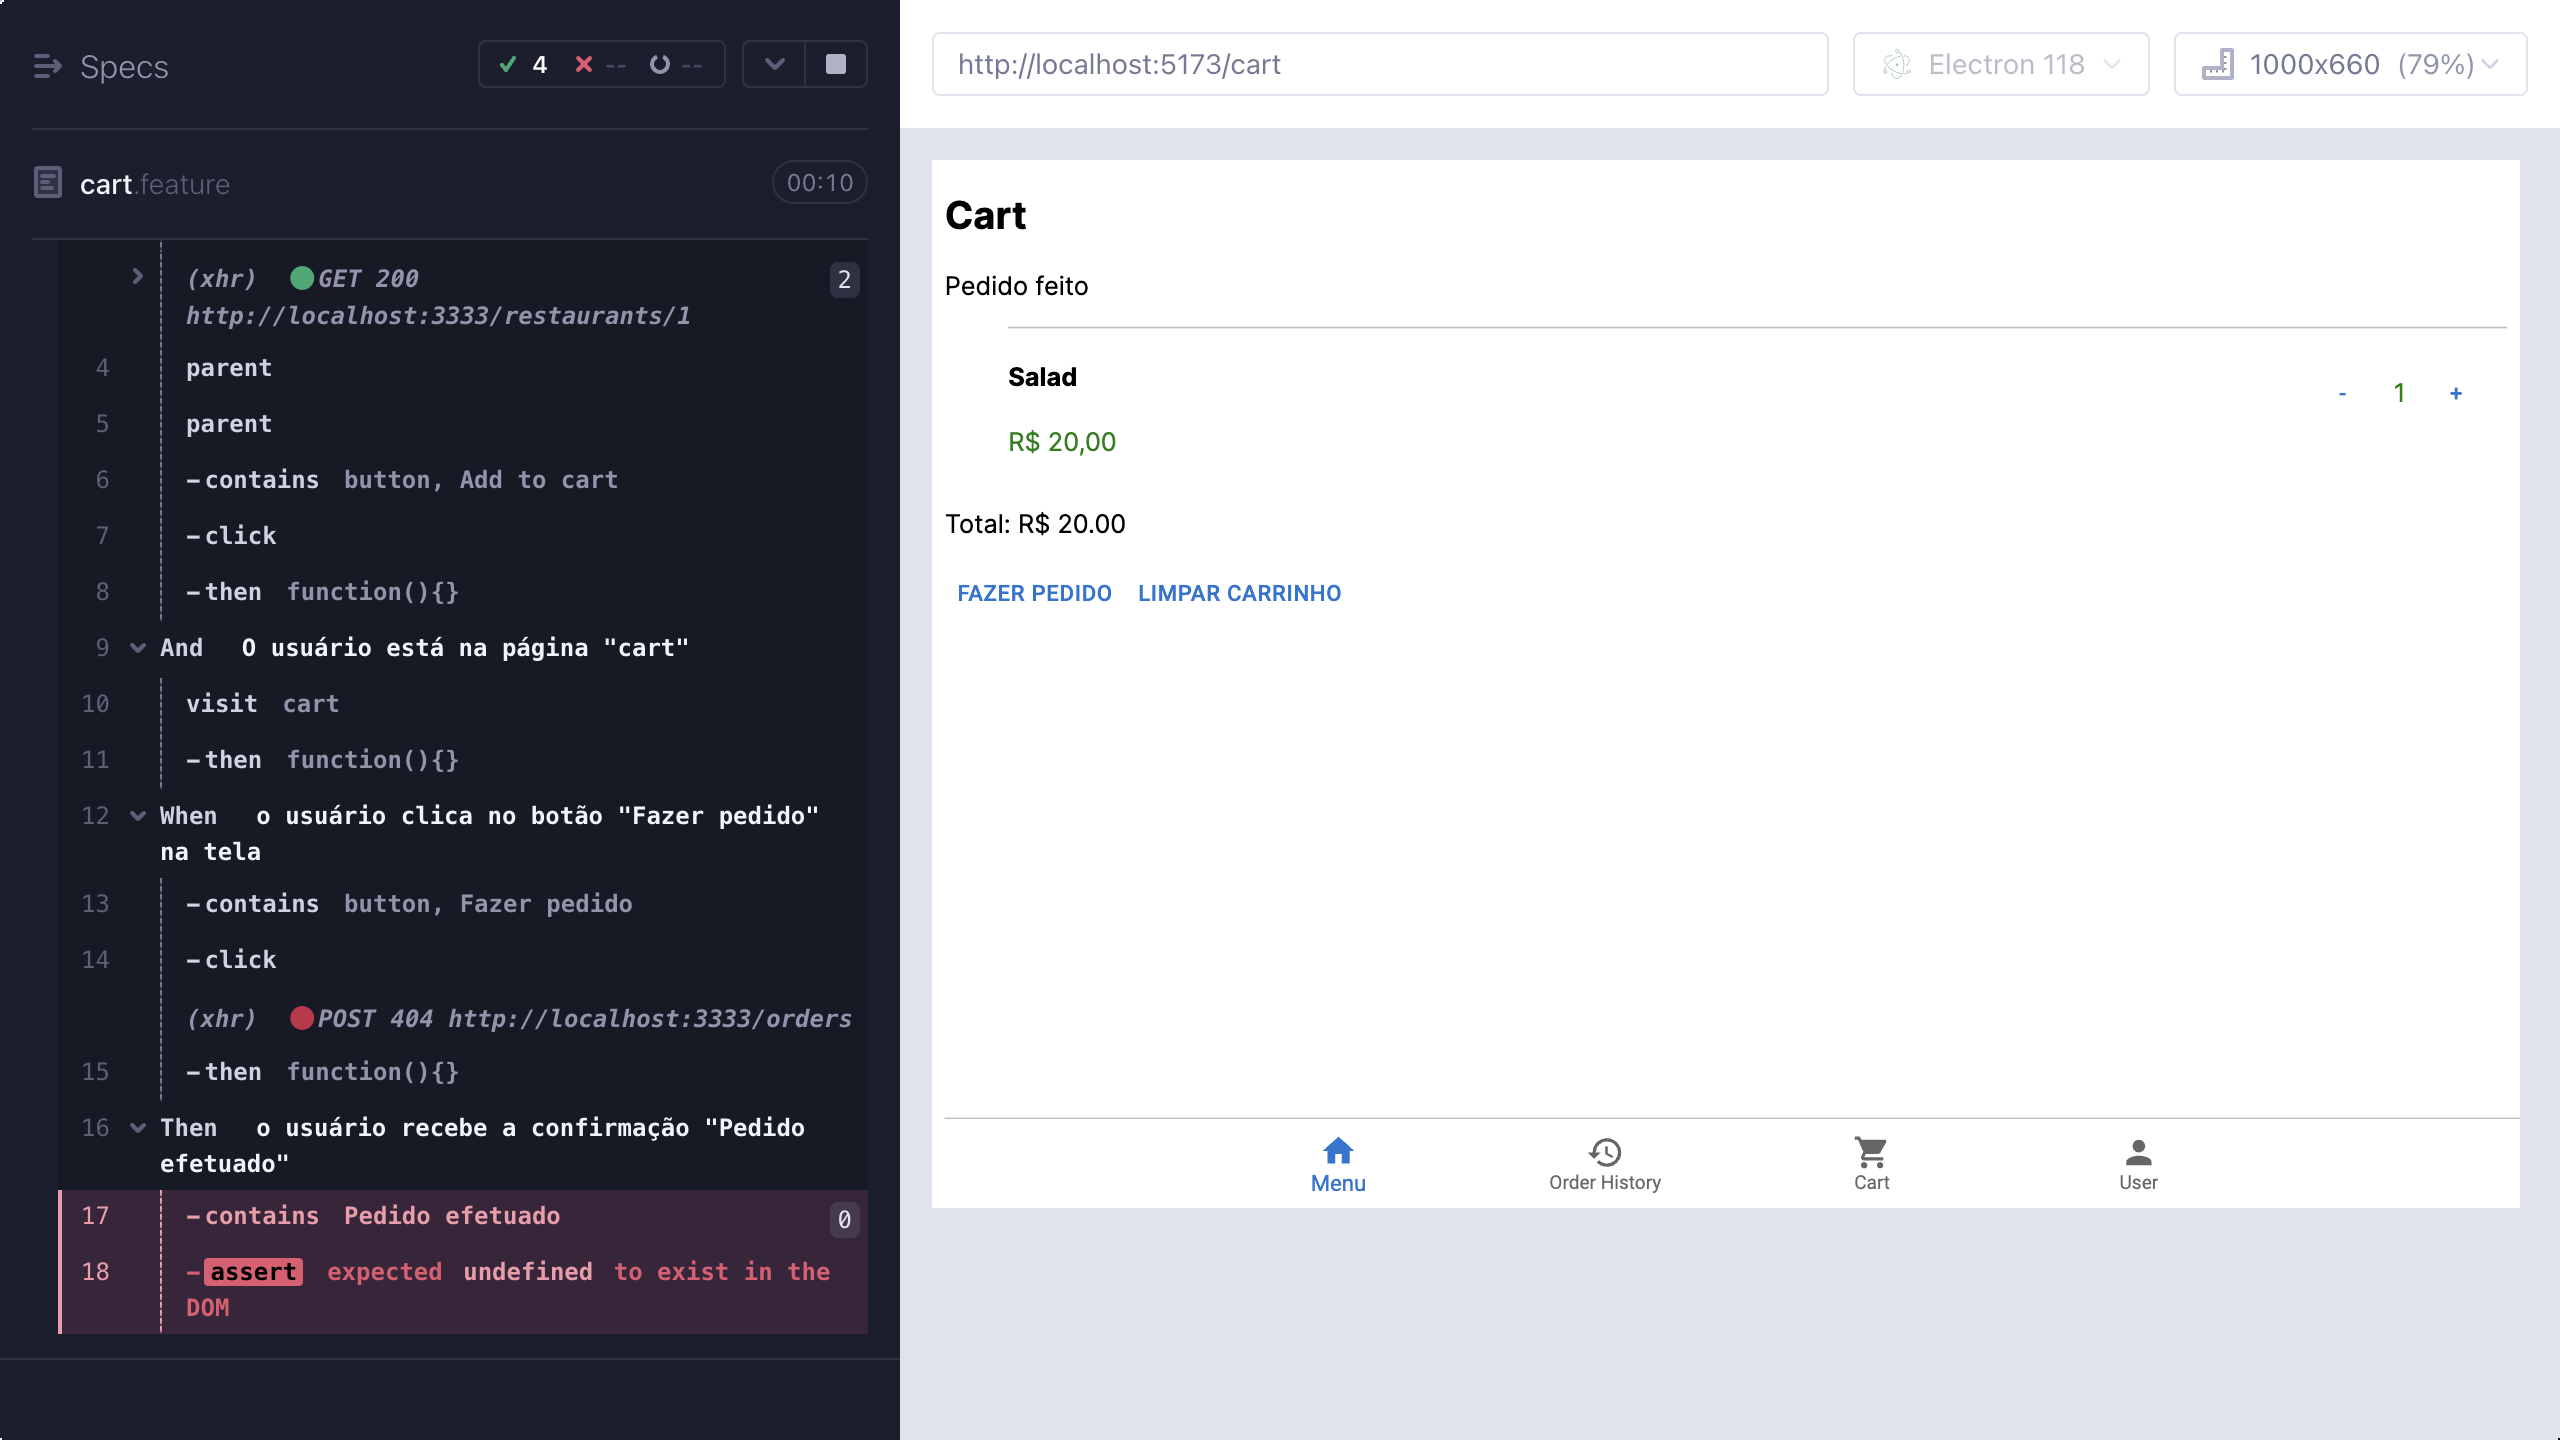 Specs
4 -- --
cart.feature
00:10
(xhr) GET 200 2
http://localhost:3333/restaurants/1
4 parent
5 parent
6 -contains button, Add to cart
7 -click
8 -then function(){}
9 And O usuário está na página "cart"
10 visit cart
11 -then function(){}
12 When o usuário clica no botão "Fazer pedido"
na tela
13 -contains button, Fazer pedido
14 -click
(xhr) POST 404 http://localhost:3333/orders
15 -then function(){}
16 Then o usuário recebe a confirmação "Pedido
efetuado"
17 -contains Pedido efetuado 0
18 -assert expected undefined to exist in the
DOM
http://localhost:5173/cart
Electron 118
1000x660 (79%)
Cart
Pedido feito
Salad
- 1 +
R$ 20,00
Total: R$ 20.00
FAZER PEDIDO LIMPAR CARRINHO
Menu
Order History
Cart
User